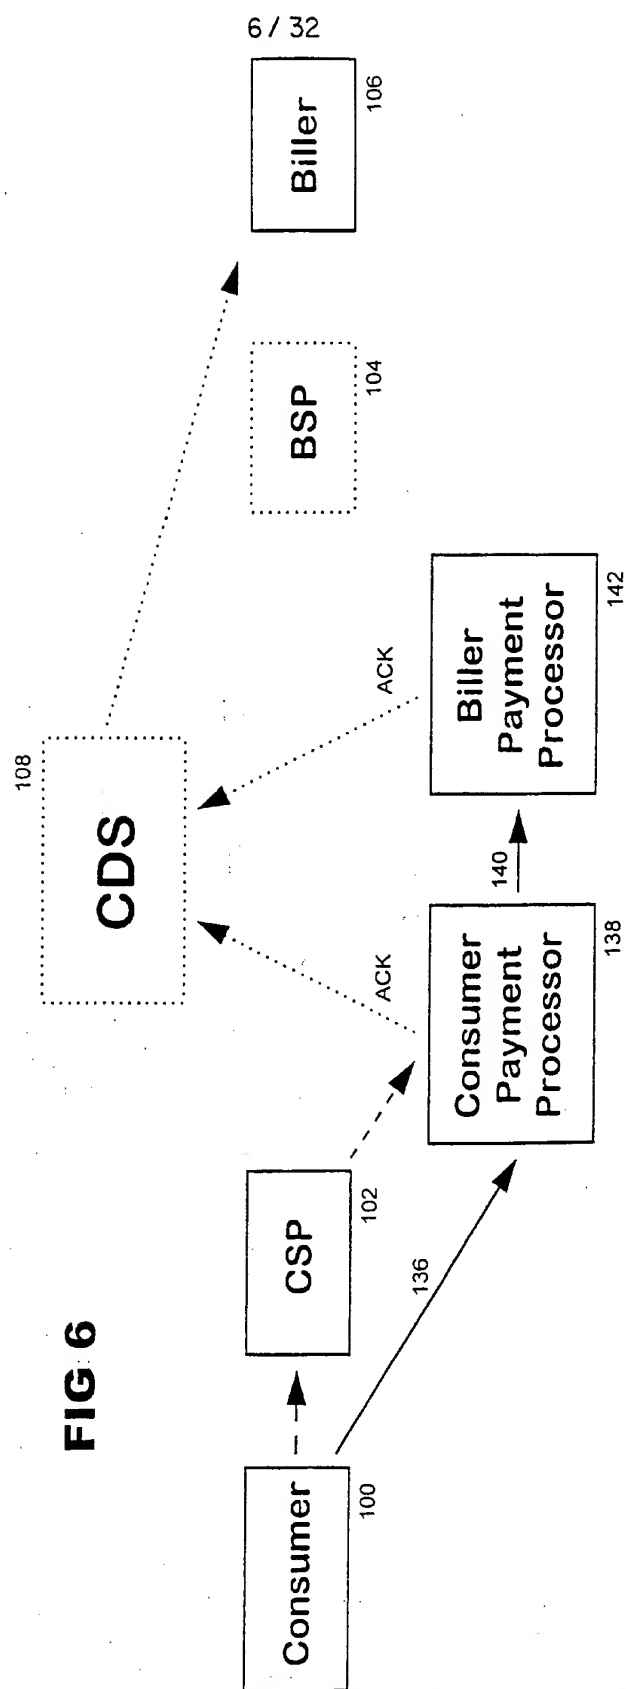 6 / 32
FIG 6
CDS
108
Consumer
100
CSP
102
BSP
104
Biller
106
136
ACK
ACK
Consumer
Payment
Processor
138
140
Biller
Payment
Processor
142